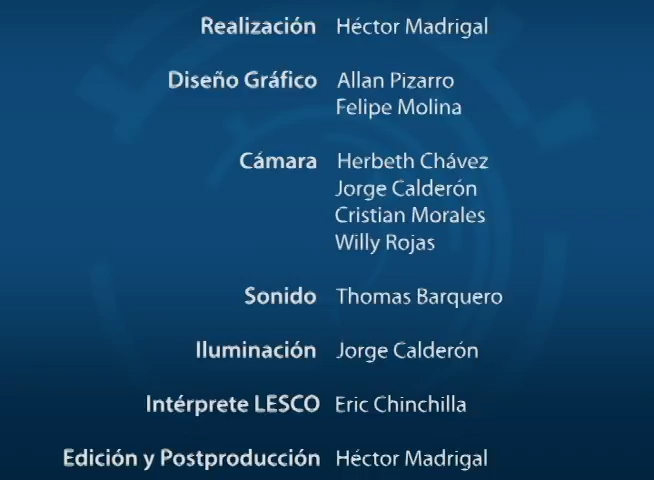 Realización Héctor Madrigal
Diseño Gráfico Allan Pizarro
Felipe Molina
Cámara Herbeth Chávez
Jorge Calderón
Cristian Morales
Willy Rojas
Sonido Thomas Barquero
Iluminación Jorge Calderón
Intérprete LESCO Eric Chinchilla
Edición y Postproducción Héctor Madrigal